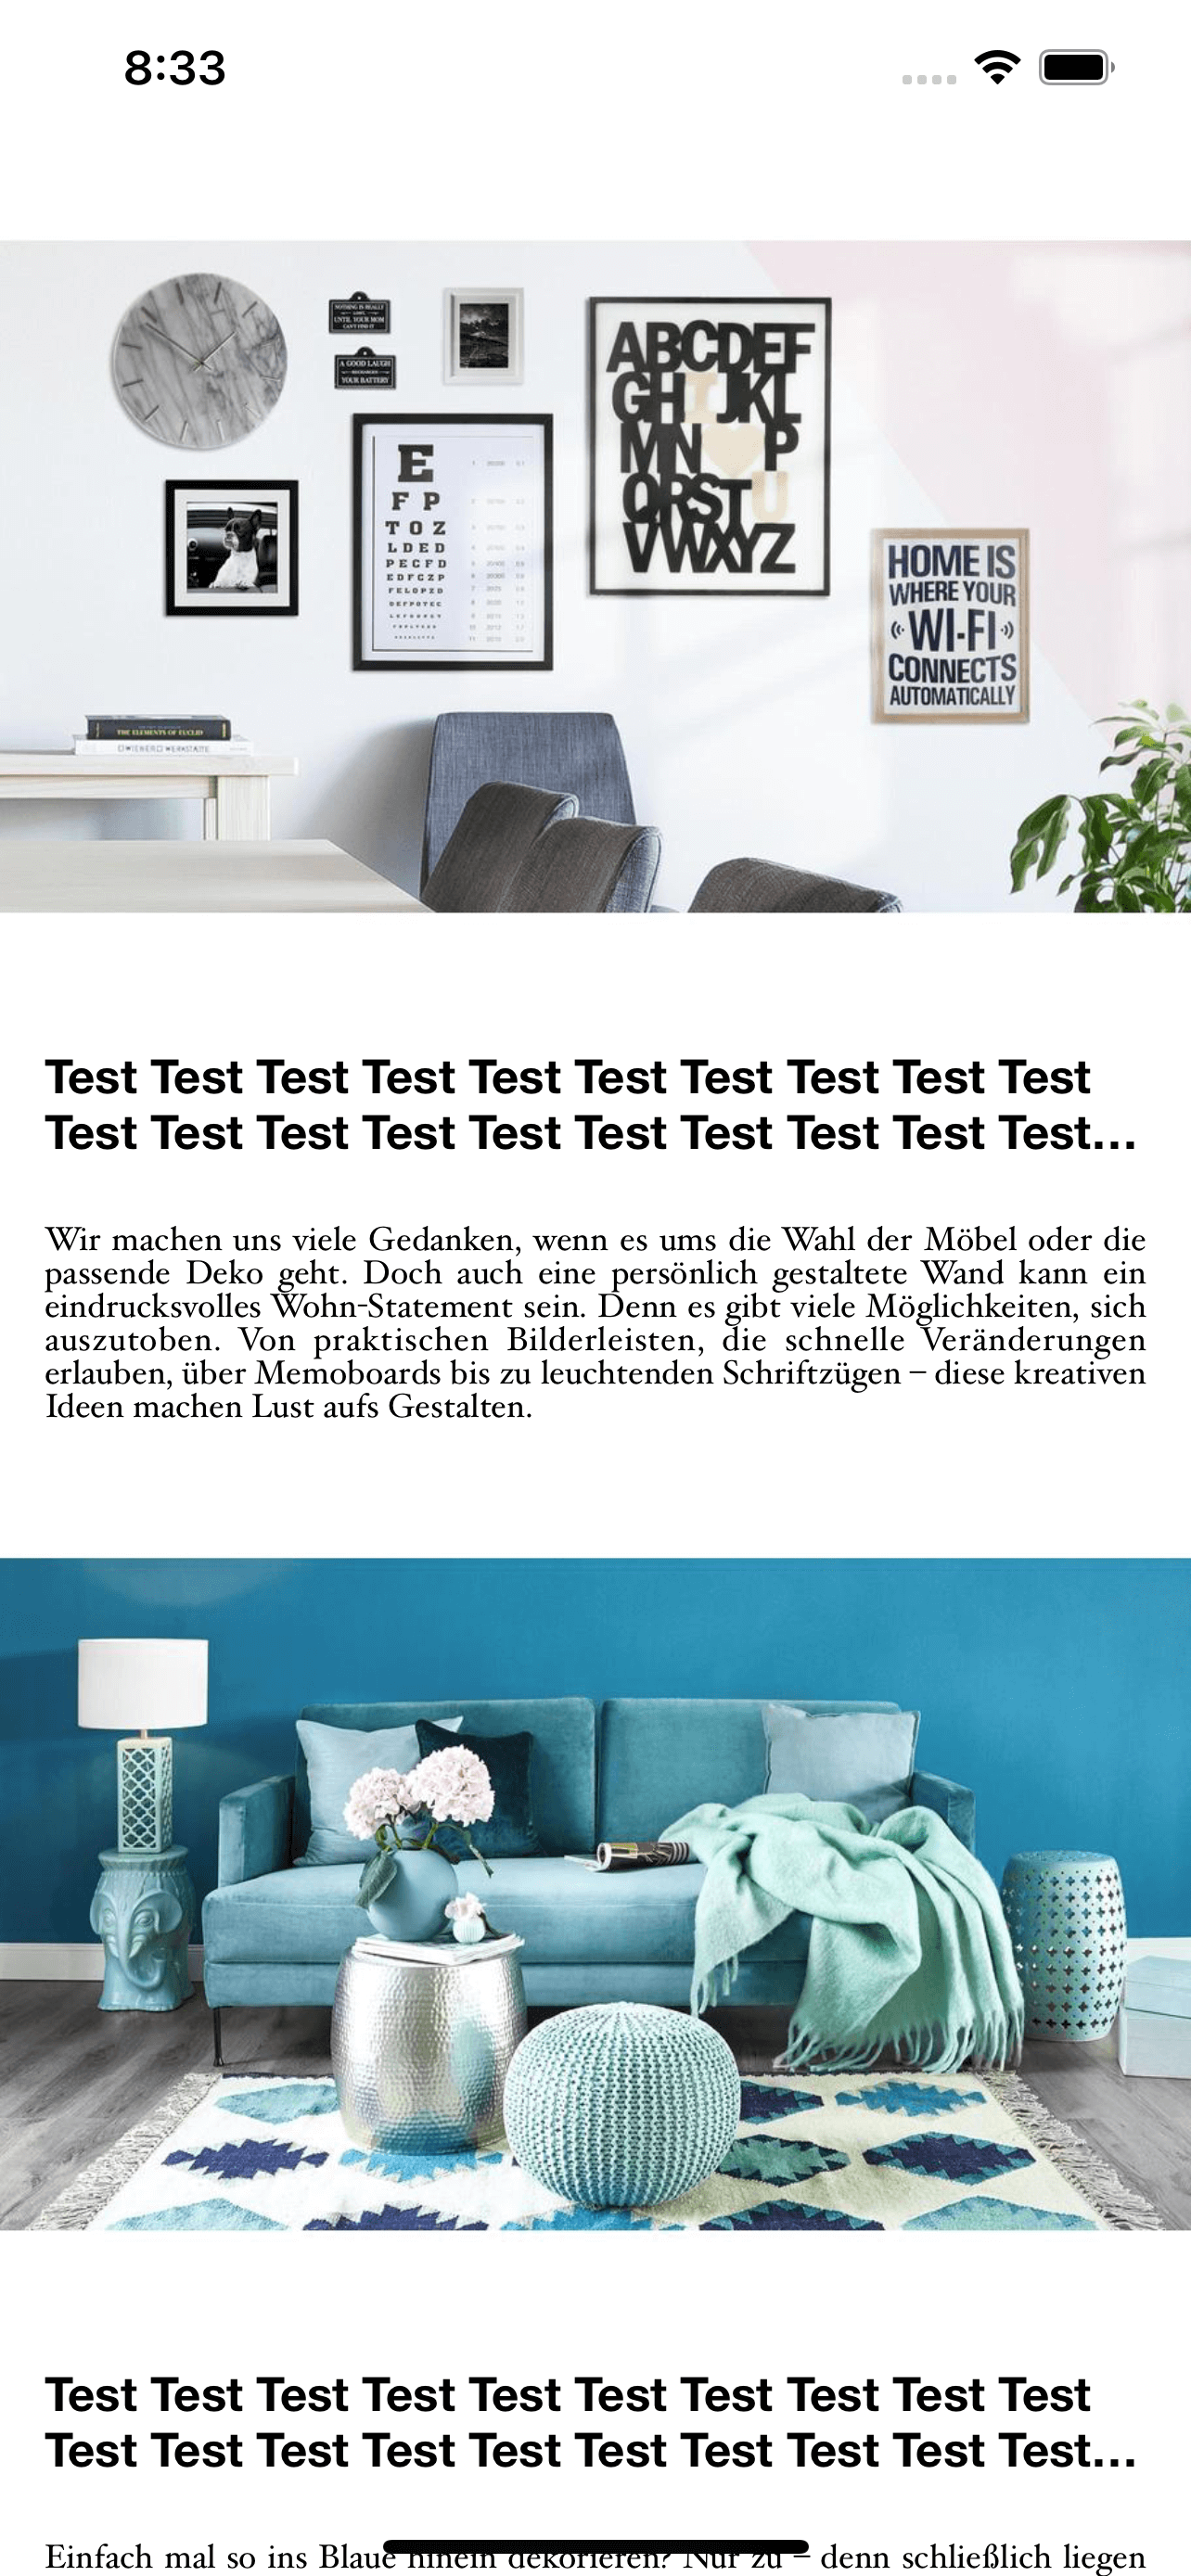 8:33
NOTHING IS REALLY
LOST
UNTIL YOUR MOM
CAN'T FIND IT
A GOOD LAUGH
RECHARGES
YOUR BATTERY
ABCDEF
GHIJKL
MN P
QRSTU
VWXYZ
E
F P
T O Z
L D E D
P E C F D
E D F C Z P
F E L O P Z D
D E F P O T E C
HOME IS
WHERE YOUR
WI-FI
CONNECTS
AUTOMATICALLY
THE ELEMENTS OF EUCLID
WIENER WERKSTÄTTE
Test Test Test Test Test Test Test Test Test Test
Test Test Test Test Test Test Test Test Test Test...
Wir machen uns viele Gedanken, wenn es ums die Wahl der Möbel oder die
passende Deko geht. Doch auch eine persönlich gestaltete Wand kann ein
eindrucksvolles Wohn-Statement sein. Denn es gibt viele Möglichkeiten, sich
auszutoben. Von praktischen Bilderleisten, die schnelle Veränderungen
erlauben, über Memoboards bis zu leuchtenden Schriftzügen – diese kreativen
Ideen machen Lust aufs Gestalten.
Test Test Test Test Test Test Test Test Test Test
Test Test Test Test Test Test Test Test Test Test...
Einfach mal so ins Blaue hinein dekorieren? Nur zu – denn schließlich liegen